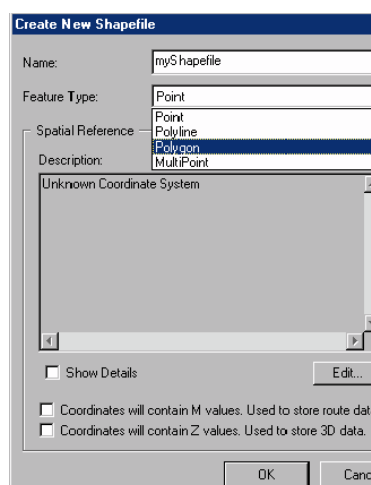 Create New Shapefile
Name: myShapefile
Feature Type: Point
Point
Polyline
Polygon
MultiPoint
Spatial Reference
Description:
Unknown Coordinate System
Show Details
Edit...
Coordinates will contain M values. Used to store route dat
Coordinates will contain Z values. Used to store 3D data.
OK
Canc